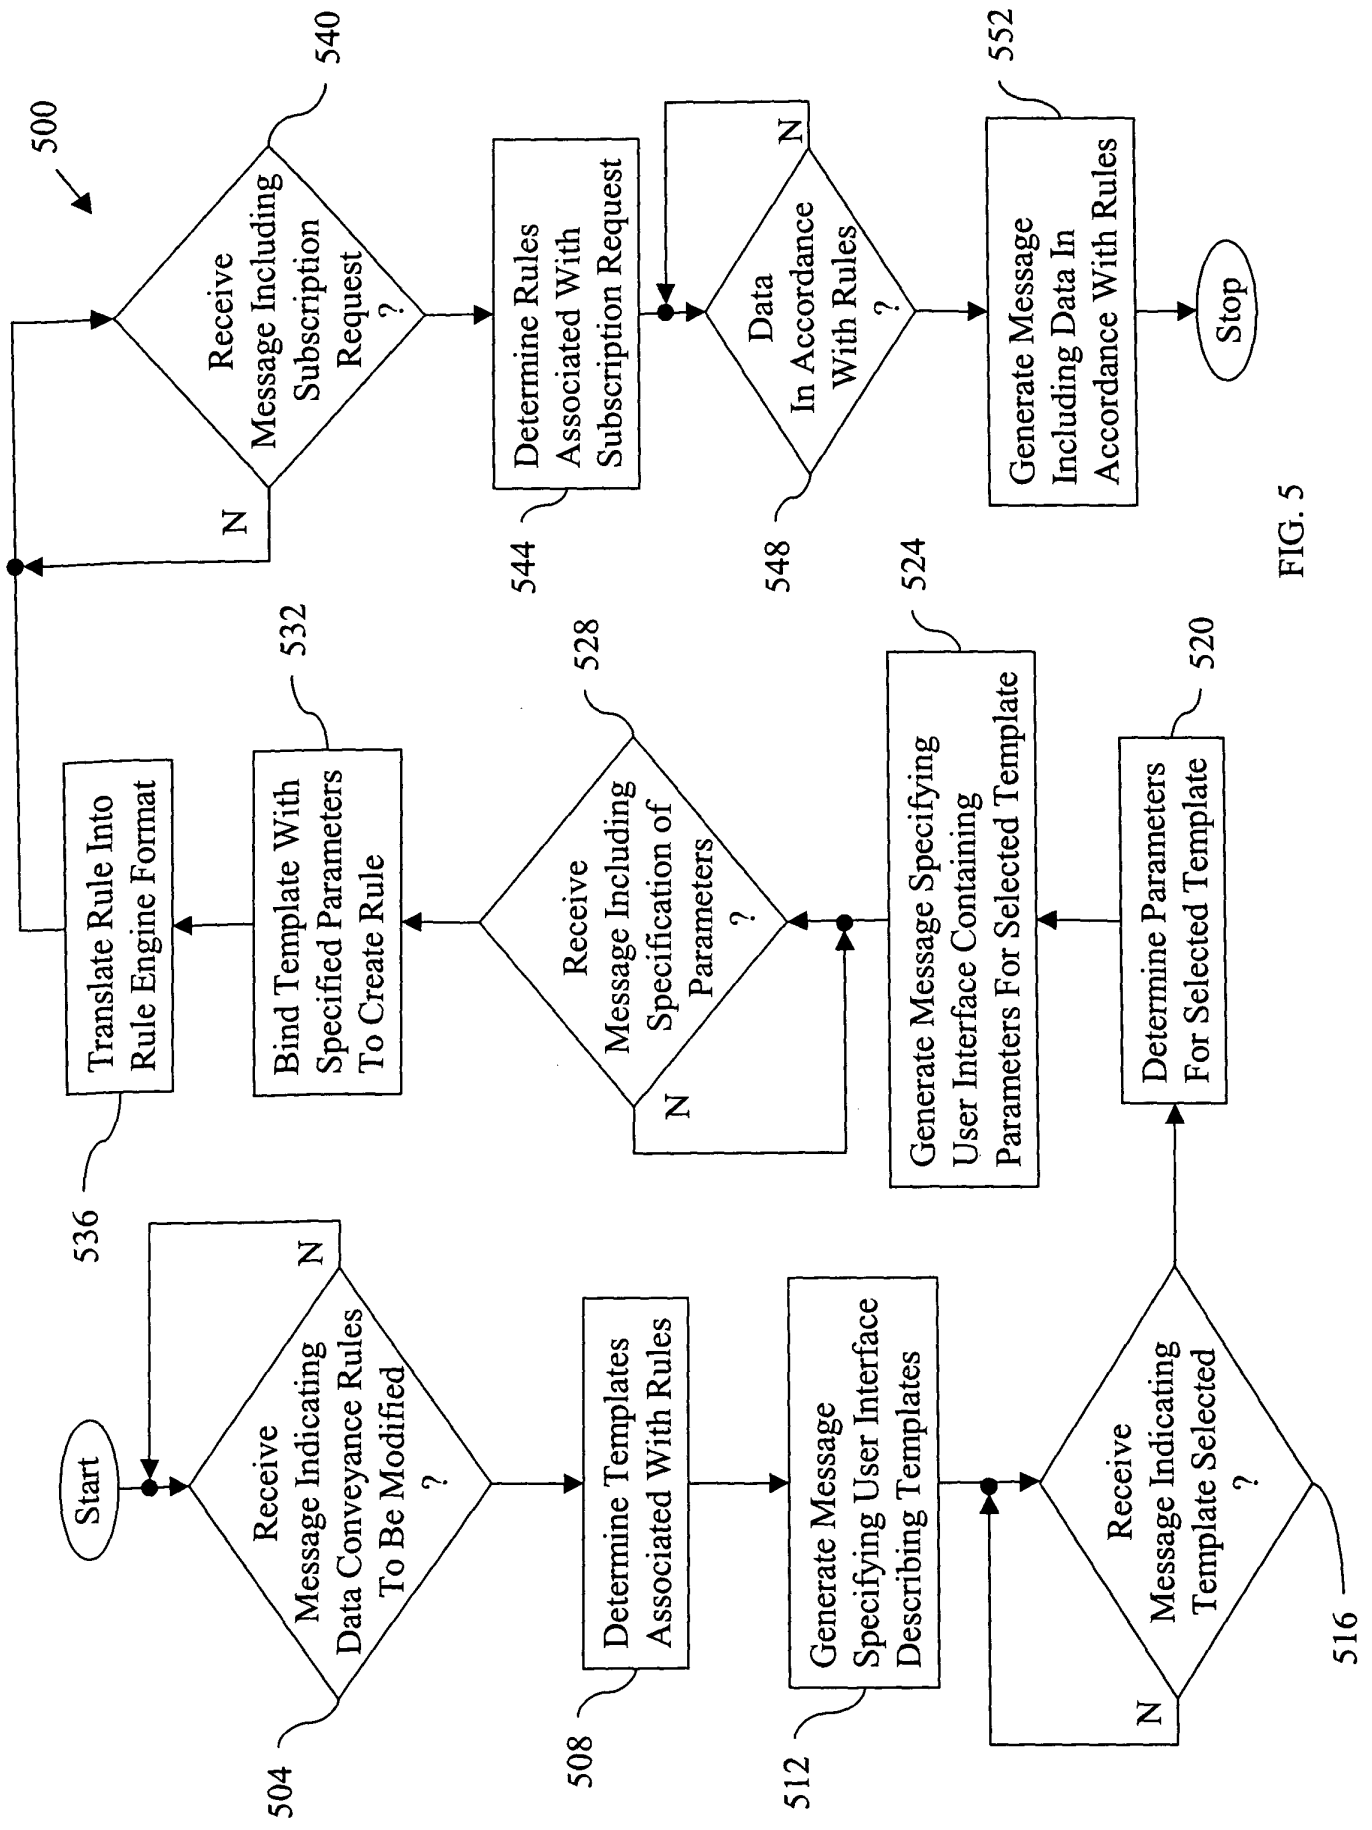 500
Start
Receive
Message Indicating
Data Conveyance Rules
To Be Modified
?
N
504
Determine Templates
Associated With Rules
508
Generate Message
Specifying User Interface
Describing Templates
512
Receive
Message Indicating
Template Selected
?
N
516
Determine Parameters
For Selected Template
520
Generate Message Specifying
User Interface Containing
Parameters For Selected Template
524
Receive
Message Including
Specification of
Parameters
?
N
528
Bind Template With
Specified Parameters
To Create Rule
532
Translate Rule Into
Rule Engine Format
536
Receive
Message Including
Subscription
Request
?
N
540
Determine Rules
Associated With
Subscription Request
544
Data
In Accordance
With Rules
?
N
548
Generate Message
Including Data In
Accordance With Rules
552
Stop
FIG. 5